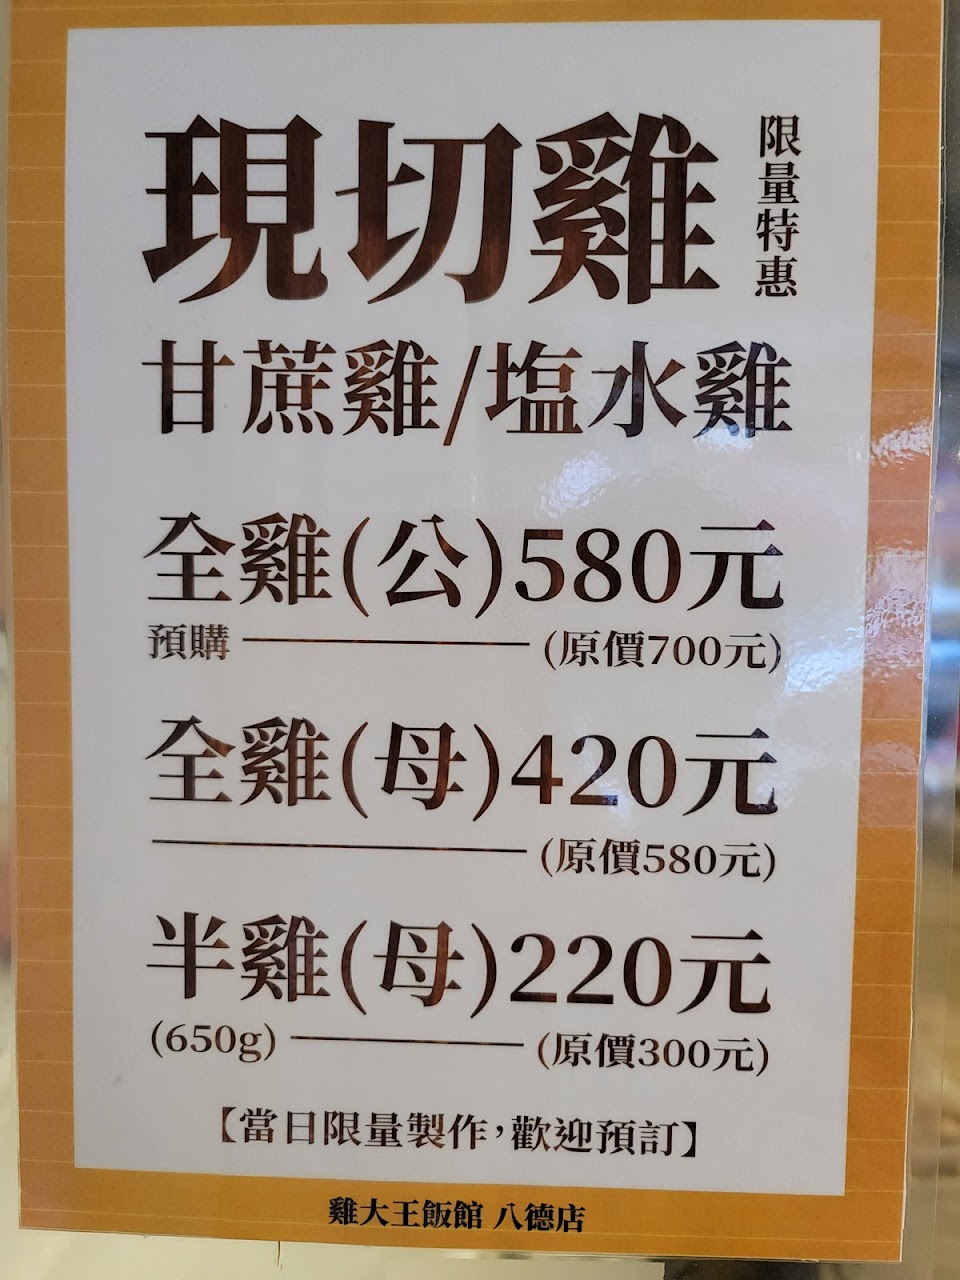 現切雞
限量特惠
甘蔗雞/塩水雞
全雞(公)580元
預購 (原價700元)
全雞(母)420元
(原價580元)
半雞(母)220元
(650g) (原價300元)
【當日限量製作,歡迎預訂】
雞大王飯館 八德店